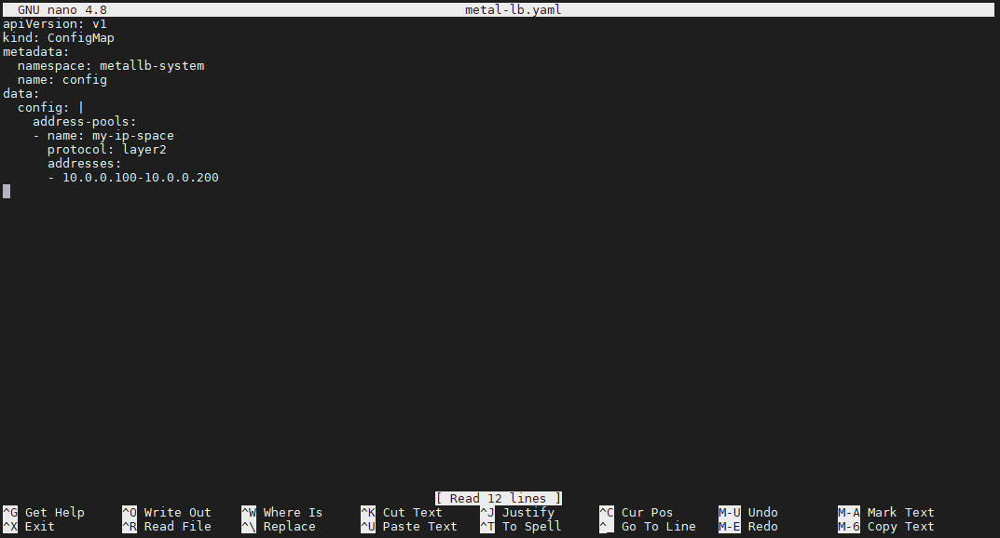 GNU nano 4.8 metal-lb.yaml
apiVersion: v1
kind: ConfigMap
metadata:
  namespace: metallb-system
  name: config
data:
  config: |
    address-pools:
    - name: my-ip-space
      protocol: layer2
      addresses:
      - 10.0.0.100-10.0.0.200
[ Read 12 lines ]
^G Get Help ^O Write Out ^W Where Is ^K Cut Text ^J Justify ^C Cur Pos M-U Undo M-A Mark Text
^X Exit ^R Read File ^\ Replace ^U Paste Text ^T To Spell ^_ Go To Line M-E Redo M-6 Copy Text